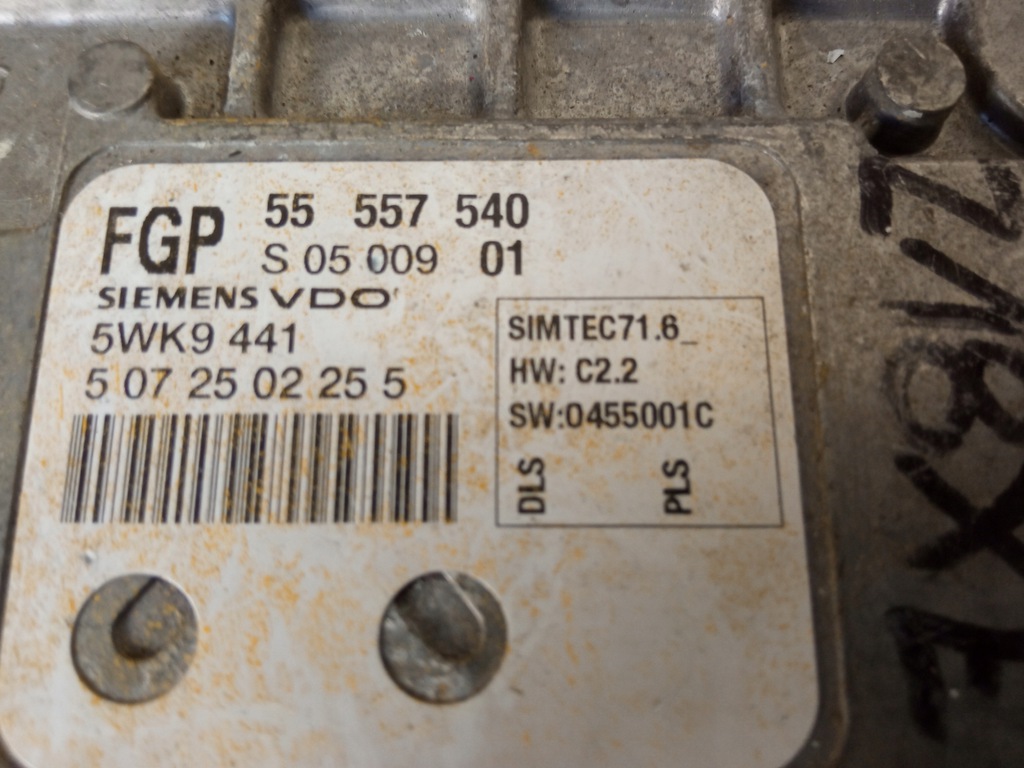 FGP 55 557 540
S 05 009 01
SIEMENS VDO
5WK9 441
5 07 25 02 25 5
SIMTEC71.6_
HW: C2.2
SW:0455001C
DLS
PLS
Z18XE